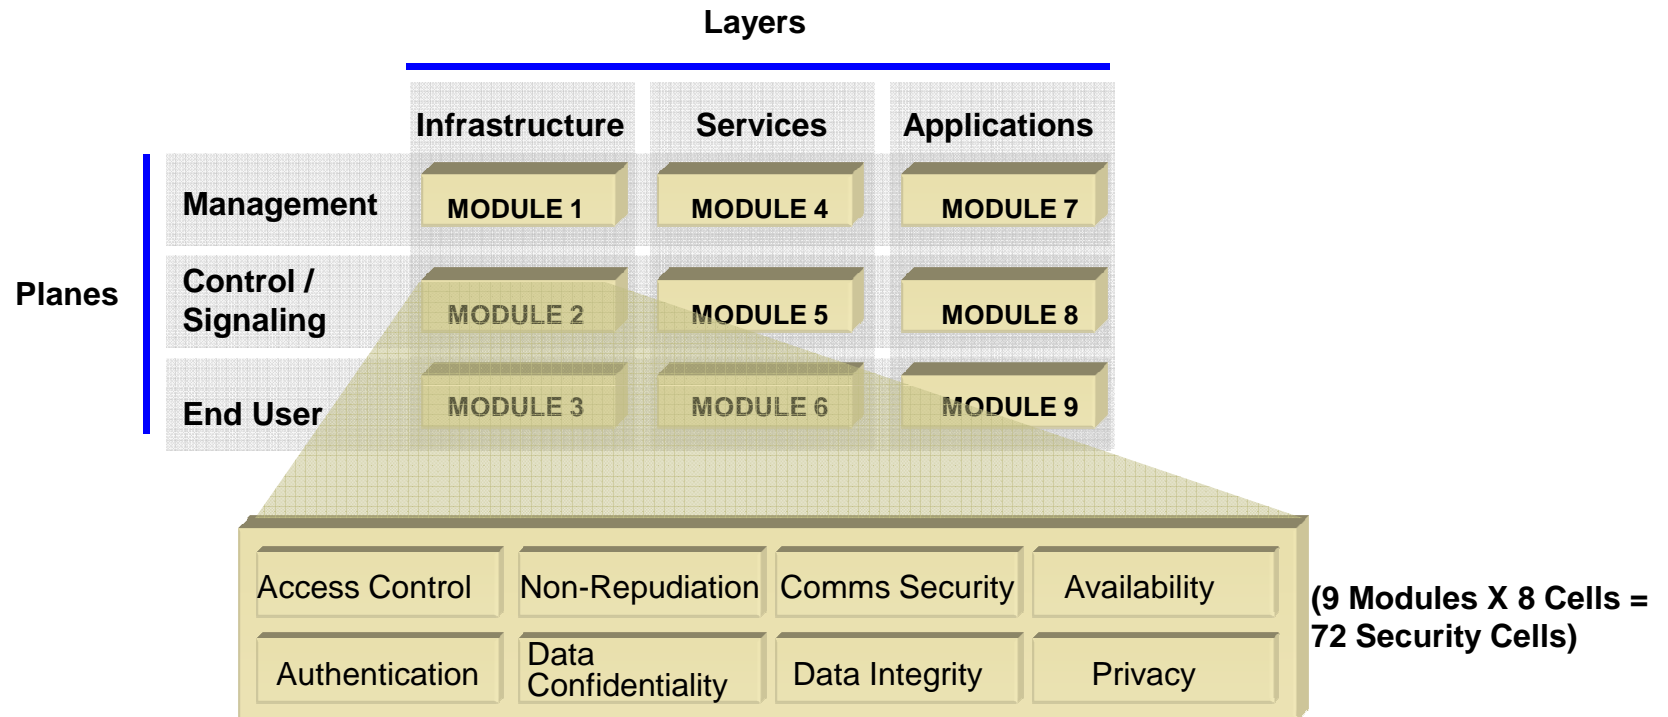 Layers
Infrastructure
Services
Applications
Planes
Management
MODULE 1
MODULE 4
MODULE 7
Control /
Signaling
MODULE 2
MODULE 5
MODULE 8
End User
MODULE 3
MODULE 6
MODULE 9
Access Control
Non-Repudiation
Comms Security
Availability
Authentication
Data
Confidentiality
Data Integrity
Privacy
(9 Modules X 8 Cells =
72 Security Cells)